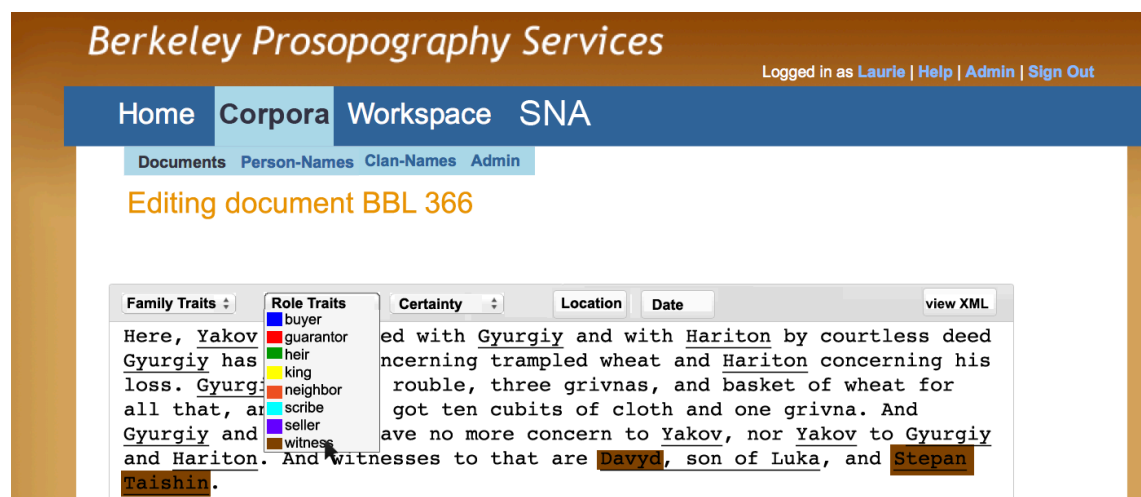 Berkeley Prosopography Services
Logged in as Laurie | Help | Admin | Sign Out
Home Corpora Workspace SNA
Documents Person-Names Clan-Names Admin
Editing document BBL 366
Family Traits Role Traits Certainty Location Date view XML
buyer
guarantor
heir
king
neighbor
scribe
seller
witness
Here, Yakov ed with Gyurgiy and with Hariton by courtless deed
Gyurgiy has ncerning trampled wheat and Hariton concerning his
loss. Gyurgi rouble, three grivnas, and basket of wheat for
all that, an got ten cubits of cloth and one grivna. And
Gyurgiy and ave no more concern to Yakov, nor Yakov to Gyurgiy
and Hariton. And witnesses to that are Davyd, son of Luka, and Stepan
Taishin.